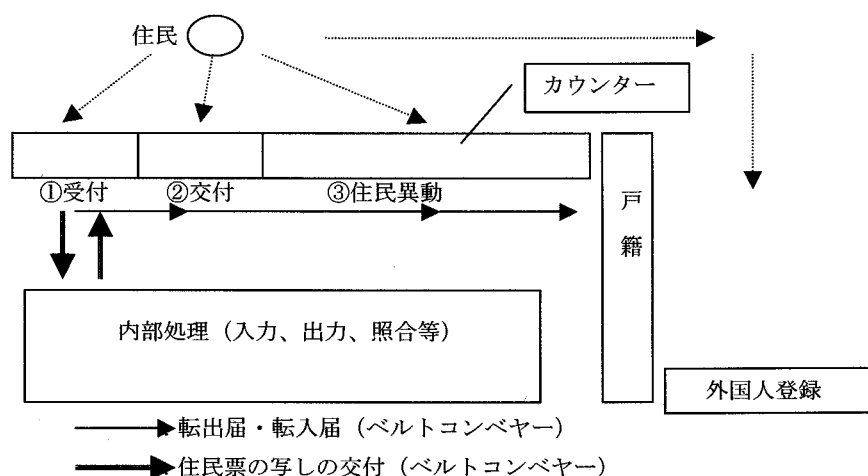 住民
カウンター
①受付
②交付
③住民異動
戸籍
内部処理（入力、出力、照合等）
外国人登録
転出届・転入届（ベルトコンベヤー）
住民票の写しの交付（ベルトコンベヤー）